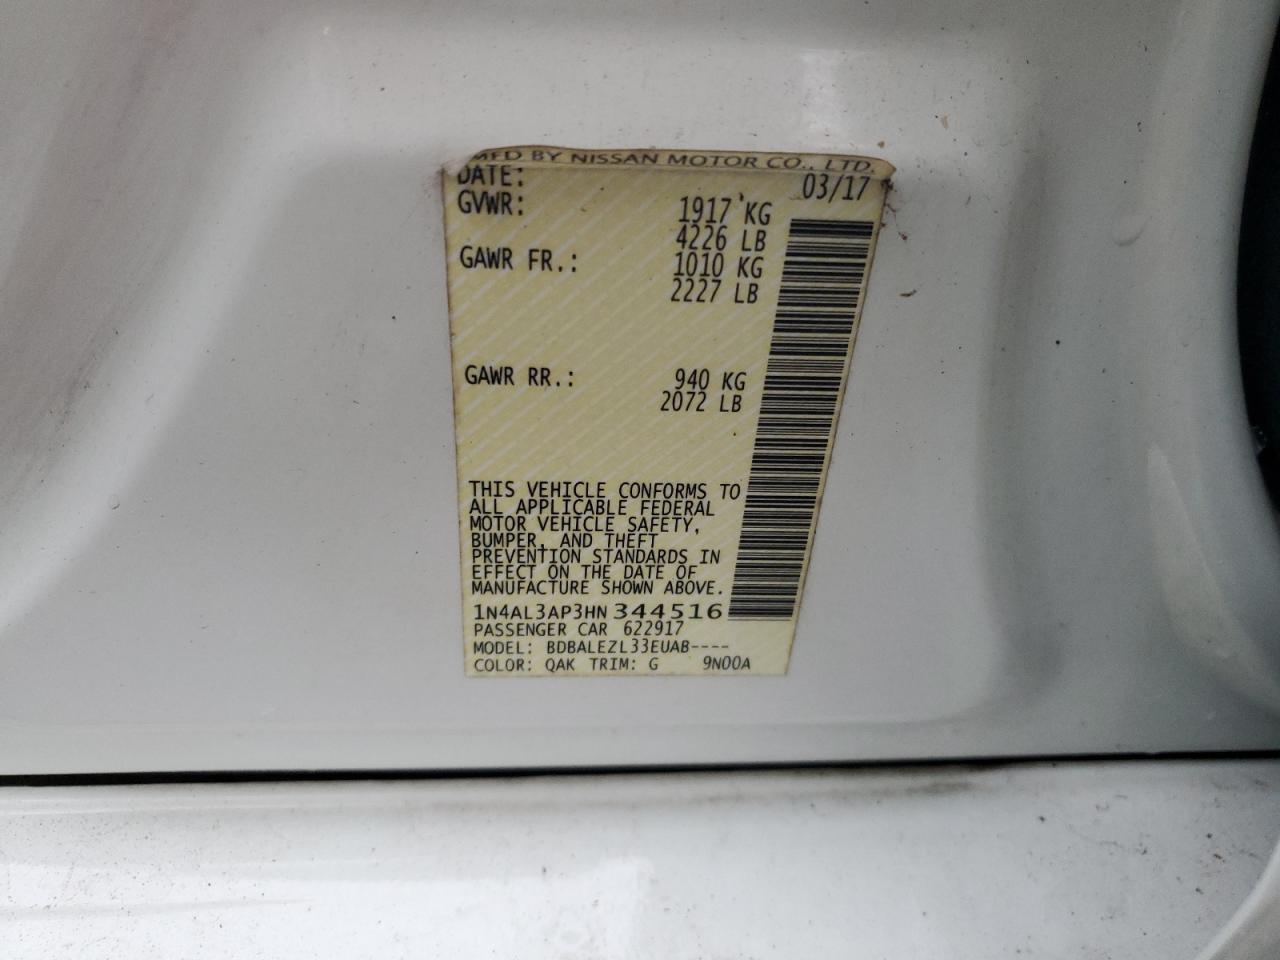 MFD BY NISSAN MOTOR CO., LTD.
DATE: 03/17
GVWR: 1917 KG
4226 LB
GAWR FR.: 1010 KG
2227 LB
GAWR RR.: 940 KG
2072 LB
THIS VEHICLE CONFORMS TO
ALL APPLICABLE FEDERAL
MOTOR VEHICLE SAFETY,
BUMPER, AND THEFT
PREVENTION STANDARDS IN
EFFECT ON THE DATE OF
MANUFACTURE SHOWN ABOVE.
1N4AL3AP3HN344516
PASSENGER CAR 622917
MODEL: BDBALEZL33EUAB----
COLOR: QAK TRIM: G 9N00A